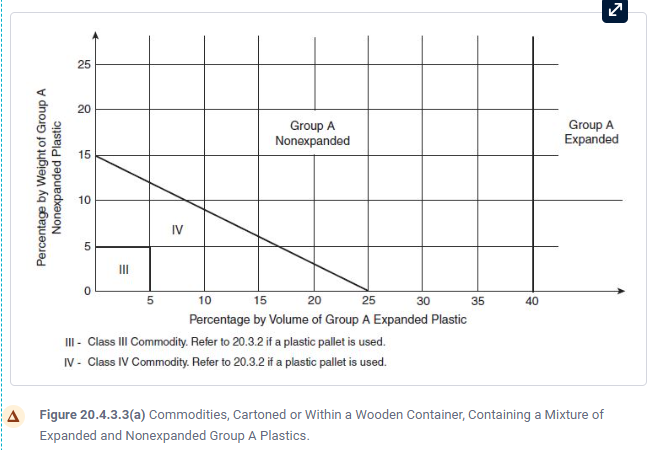 Percentage by Weight of Group A
Nonexpanded Plastic
25
20
15
10
5
0
Group A
Nonexpanded
Group A
Expanded
IV
III
5 10 15 20 25 30 35 40
Percentage by Volume of Group A Expanded Plastic
III - Class III Commodity. Refer to 20.3.2 if a plastic pallet is used.
IV - Class IV Commodity. Refer to 20.3.2 if a plastic pallet is used.
Δ Figure 20.4.3.3(a) Commodities, Cartoned or Within a Wooden Container, Containing a Mixture of
Expanded and Nonexpanded Group A Plastics.